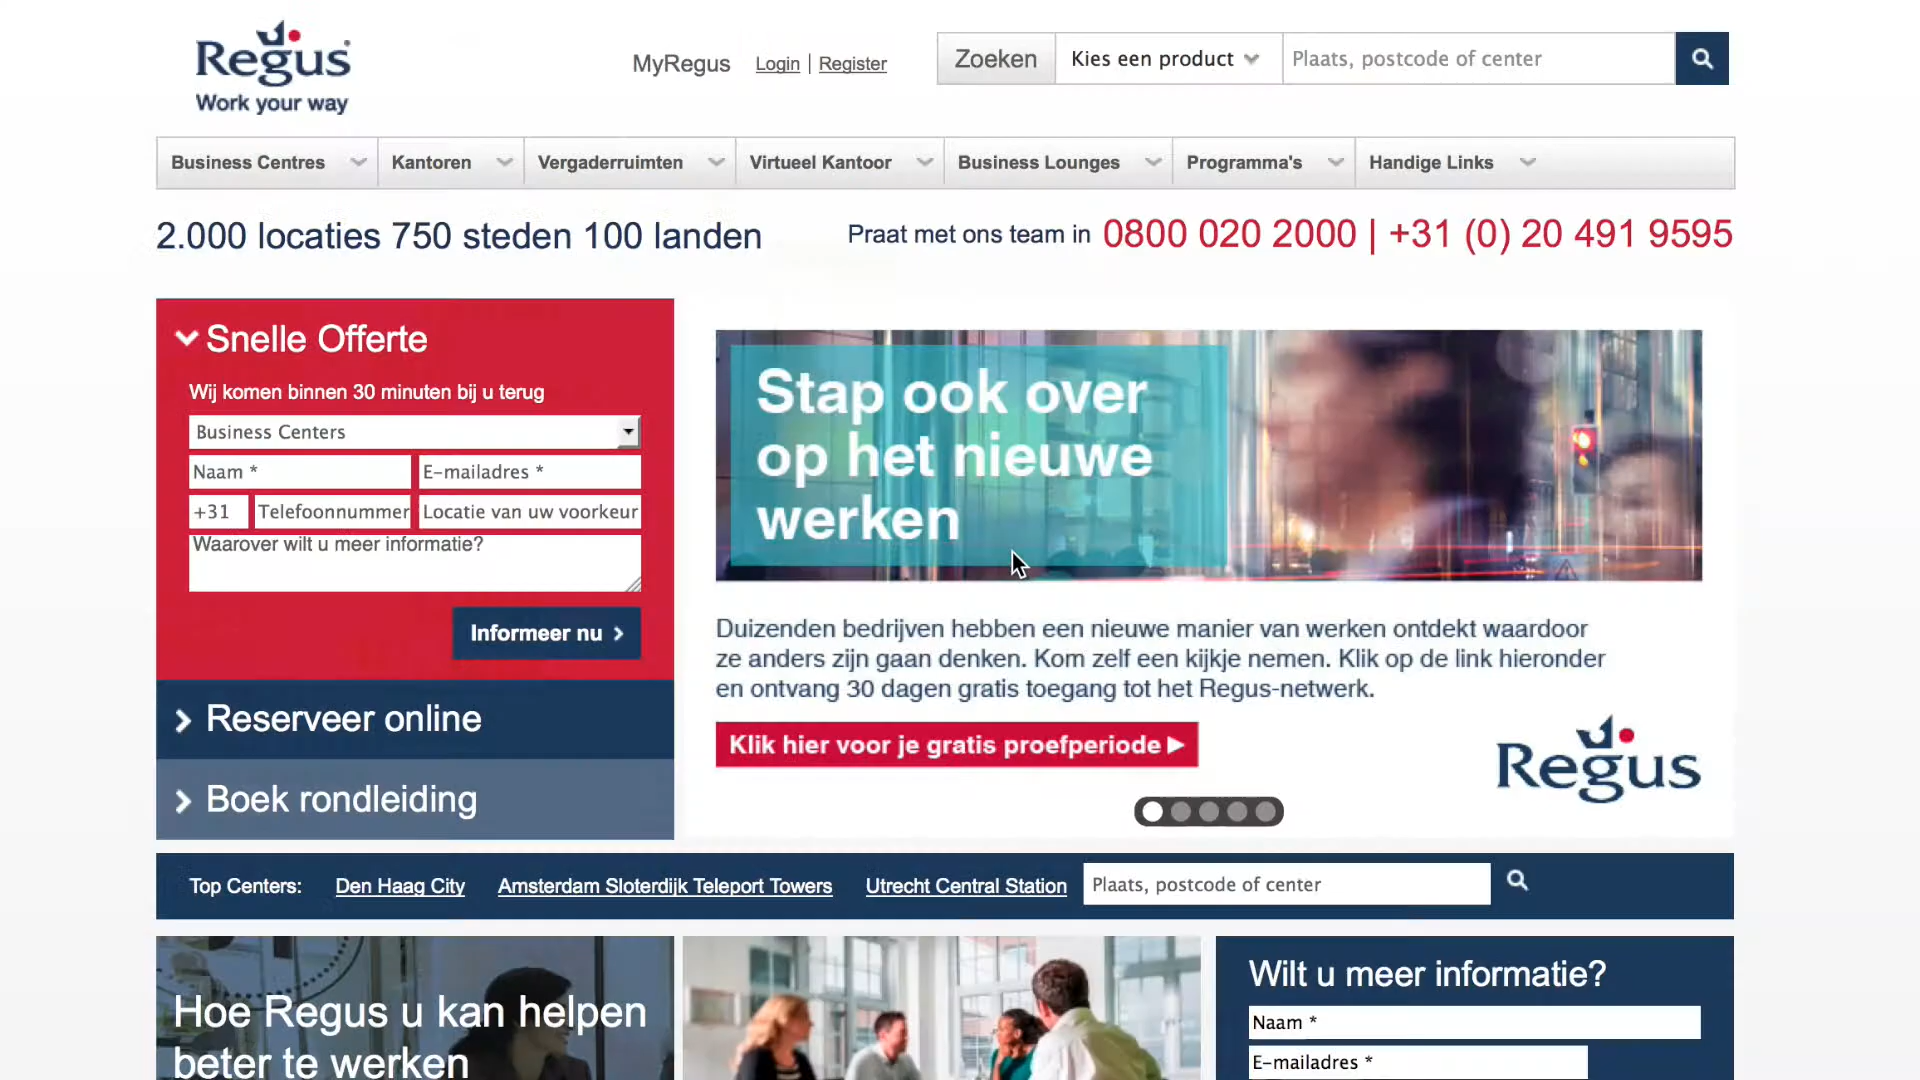 Regus
Work your way
MyRegus Login | Register
Zoeken Kies een product Plaats, postcode of center
Business Centres Kantoren Vergaderruimten Virtueel Kantoor Business Lounges Programma's Handige Links
2.000 locaties 750 steden 100 landen
Praat met ons team in 0800 020 2000 | +31 (0) 20 491 9595
Snelle Offerte
Wij komen binnen 30 minuten bij u terug
Business Centers
Naam * E-mailadres *
+31 Telefoonnummer Locatie van uw voorkeur
Waarover wilt u meer informatie?
Informeer nu
Reserveer online
Boek rondleiding
Stap ook over
op het nieuwe
werken
Duizenden bedrijven hebben een nieuwe manier van werken ontdekt waardoor
ze anders zijn gaan denken. Kom zelf een kijkje nemen. Klik op de link hieronder
en ontvang 30 dagen gratis toegang tot het Regus-netwerk.
Klik hier voor je gratis proefperiode
Regus
Top Centers: Den Haag City Amsterdam Sloterdijk Teleport Towers Utrecht Central Station Plaats, postcode of center
Hoe Regus u kan helpen
beter te werken
Wilt u meer informatie?
Naam *
E-mailadres *